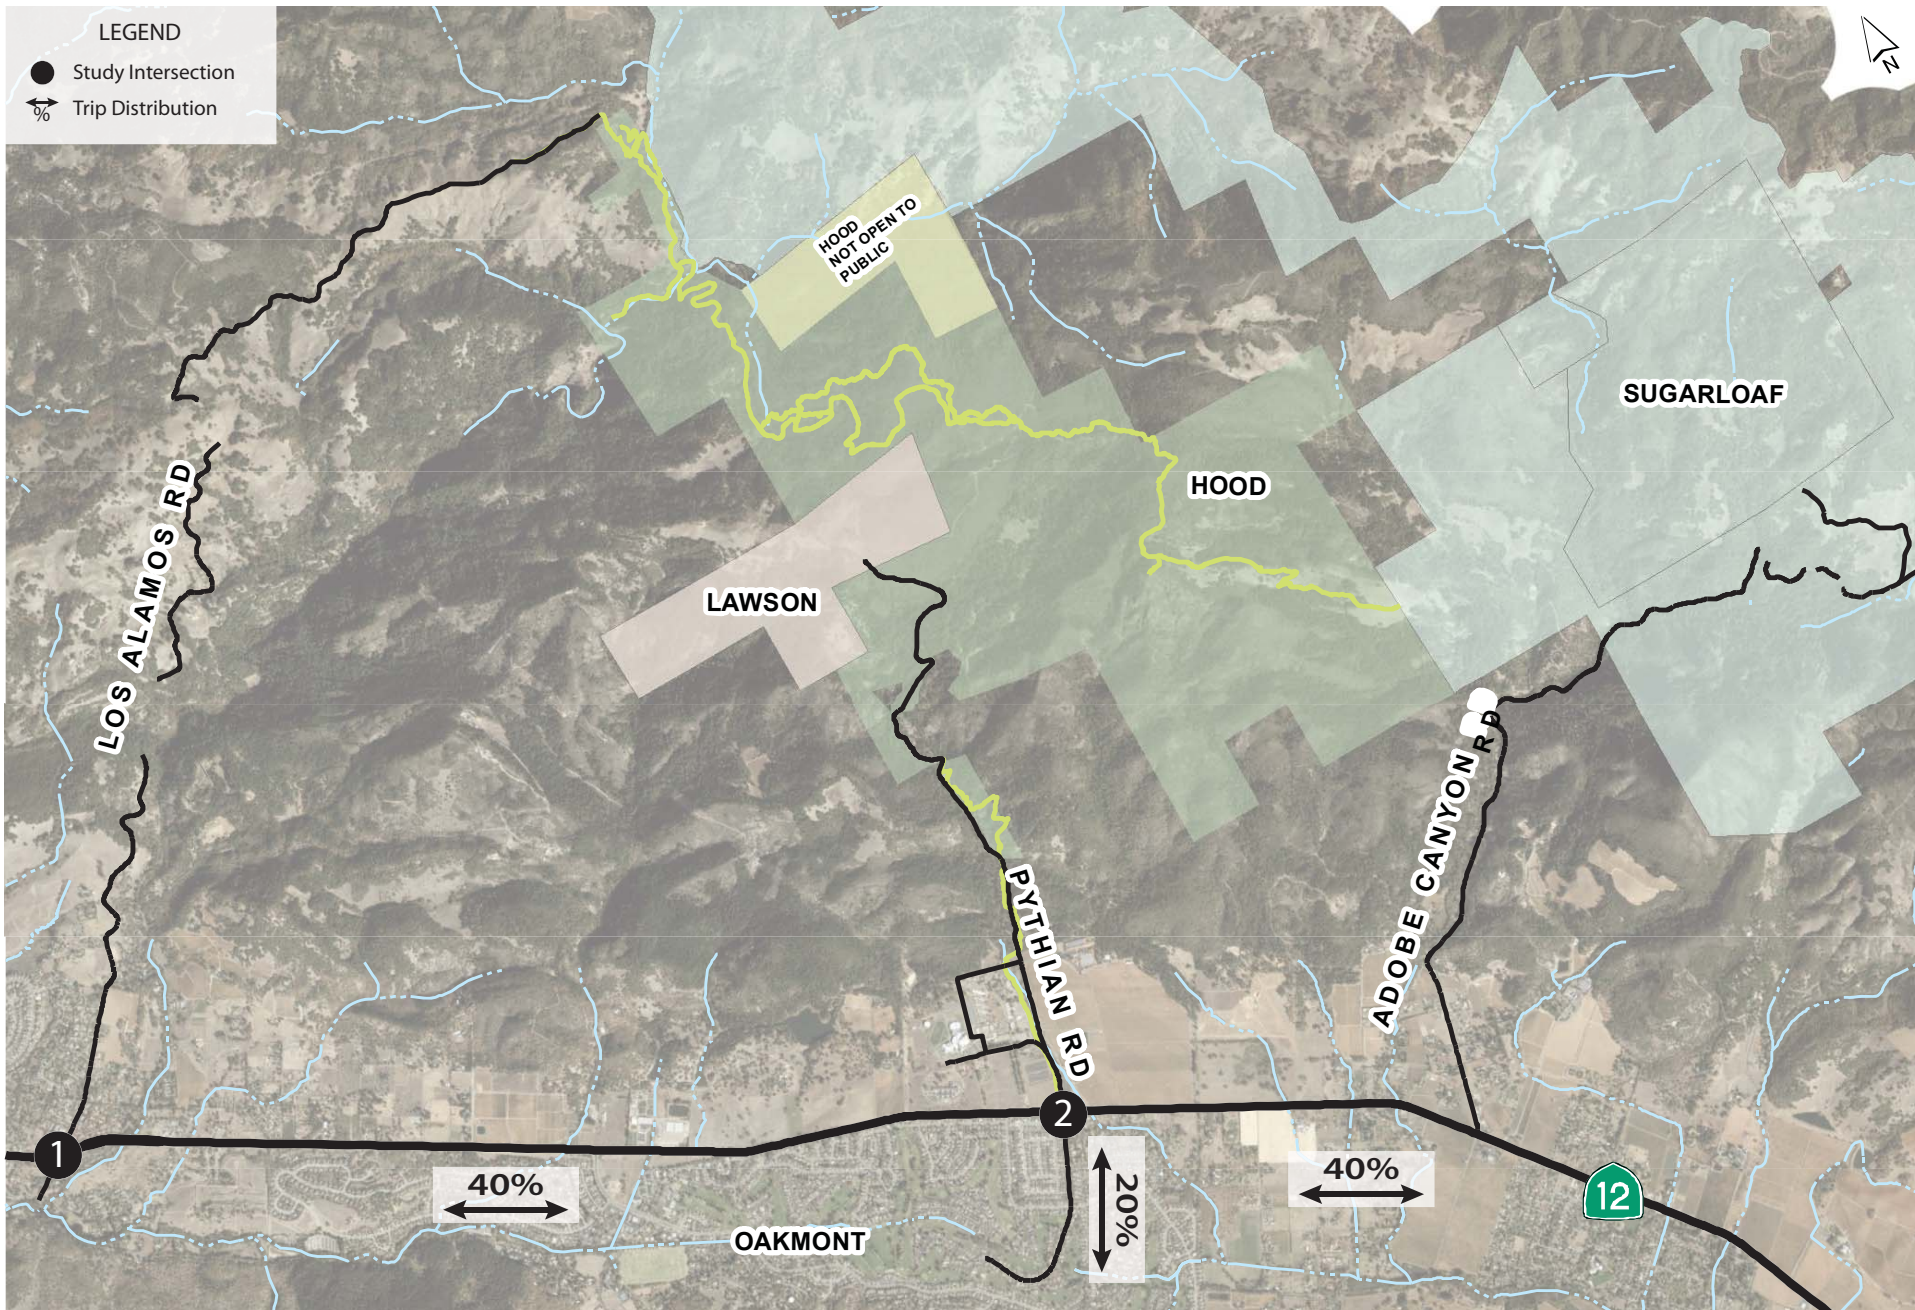 LEGEND
Study Intersection
%
Trip Distribution
N
HOOD
NOT OPEN TO
PUBLIC
SUGARLOAF
HOOD
LAWSON
LOS ALAMOS RD
PYTHIAN RD
ADOBE CANYON RD
1
2
40%
20%
40%
12
OAKMONT